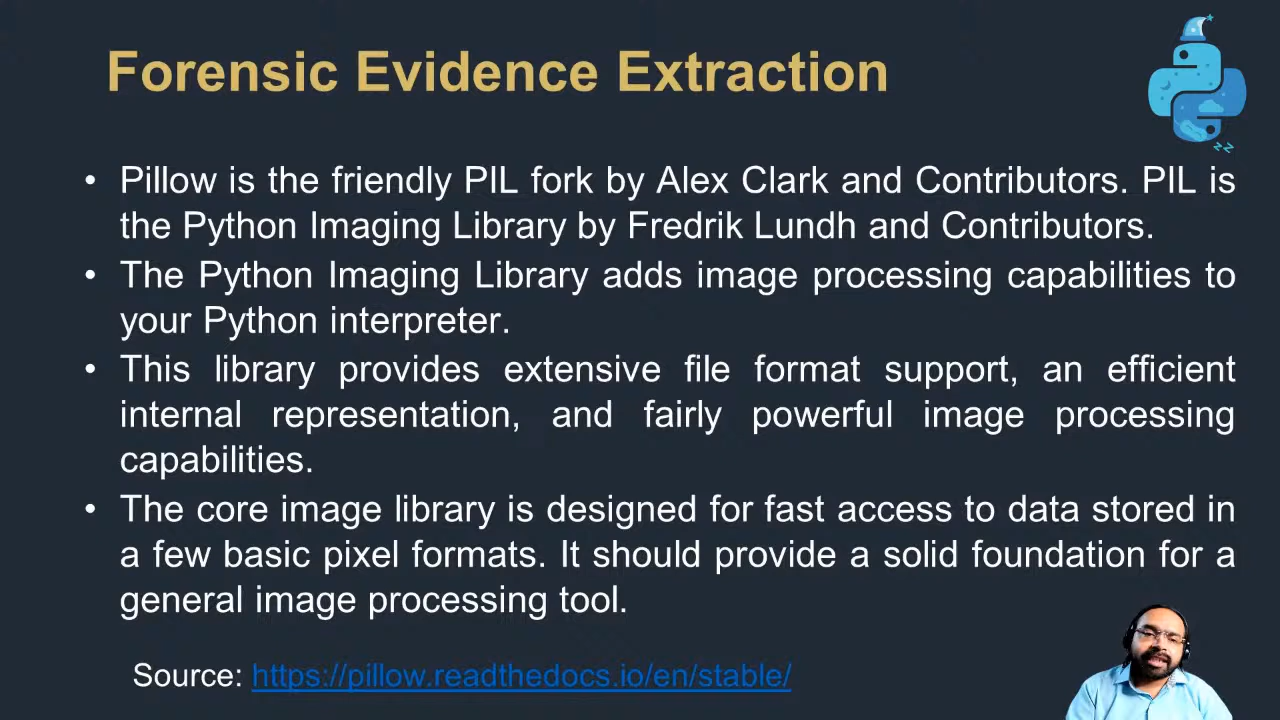 Forensic Evidence Extraction
• Pillow is the friendly PIL fork by Alex Clark and Contributors. PIL is
the Python Imaging Library by Fredrik Lundh and Contributors.
• The Python Imaging Library adds image processing capabilities to
your Python interpreter.
• This library provides extensive file format support, an efficient
internal representation, and fairly powerful image processing
capabilities.
• The core image library is designed for fast access to data stored in
a few basic pixel formats. It should provide a solid foundation for a
general image processing tool.
Source: https://pillow.readthedocs.io/en/stable/
zz